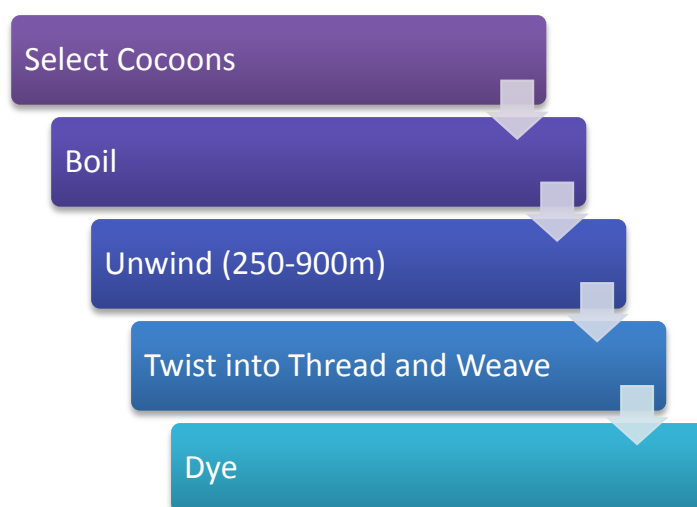 Select Cocoons
Boil
Unwind (250-900m)
Twist into Thread and Weave
Dye